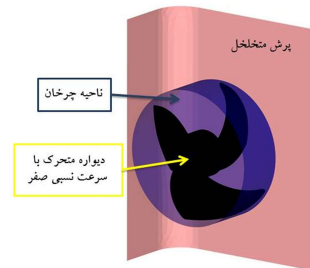 پرش متخلخل
ناحیه چرخان
دیواره متحرک با
سرعت نسبی صفر